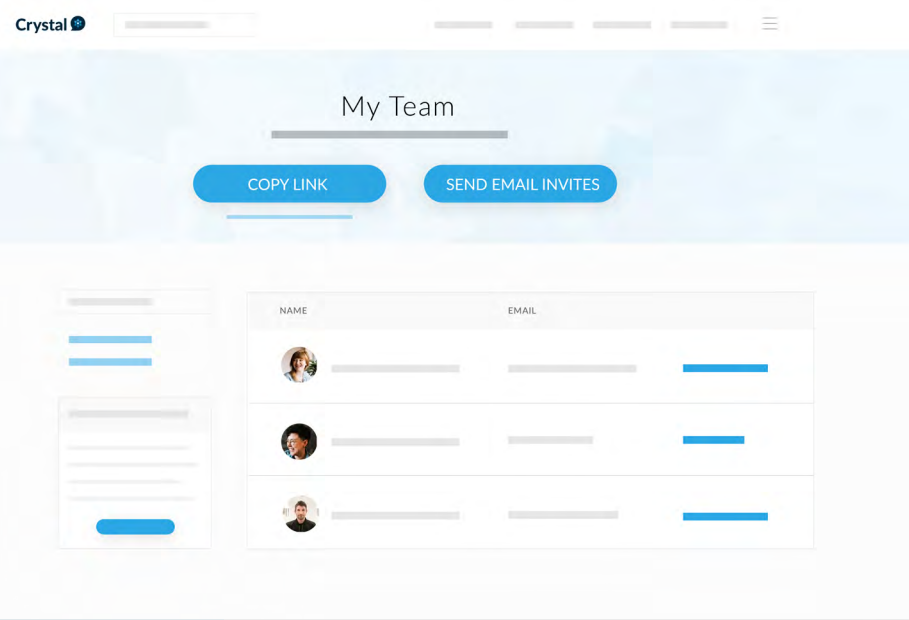 Crystal
My Team
COPY LINK
SEND EMAIL INVITES
NAME
EMAIL